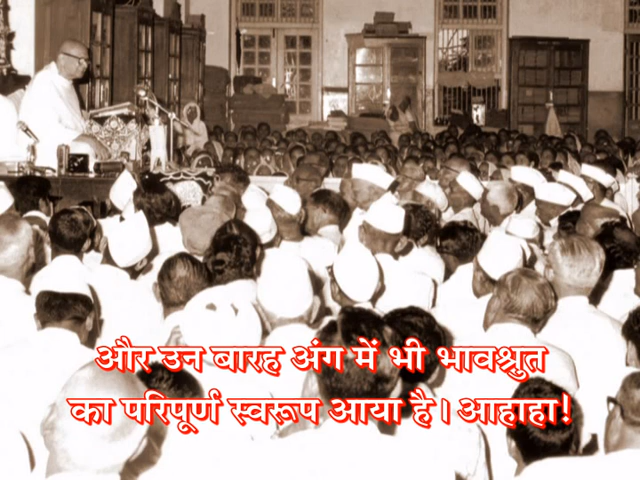 और उन बारह अंग में भी भावश्रुत
का परिपूर्ण स्वरूप आया है। आहाहा!